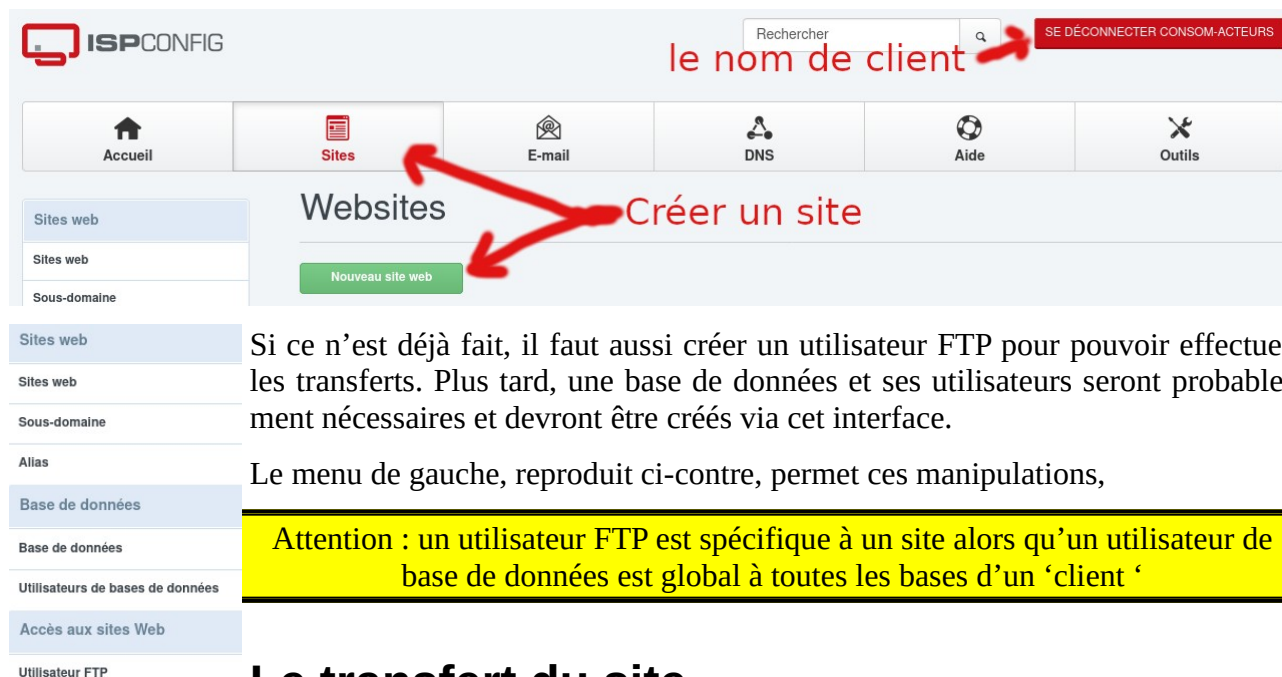 ISPCONFIG
Rechercher
SE DÉCONNECTER CONSOM-ACTEURS
le nom de client
Accueil
Sites
E-mail
DNS
Aide
Outils
Sites web
Sites web
Sous-domaine
Websites
Créer un site
Nouveau site web
Sites web
Sites web
Sous-domaine
Alias
Base de données
Base de données
Utilisateurs de bases de données
Accès aux sites Web
Utilisateur FTP
Si ce n’est déjà fait, il faut aussi créer un utilisateur FTP pour pouvoir effectue
les transferts. Plus tard, une base de données et ses utilisateurs seront probable
ment nécessaires et devront être créés via cet interface.
Le menu de gauche, reproduit ci-contre, permet ces manipulations,
Attention : un utilisateur FTP est spécifique à un site alors qu’un utilisateur de
base de données est global à toutes les bases d’un ‘client ‘
Le transfert du site